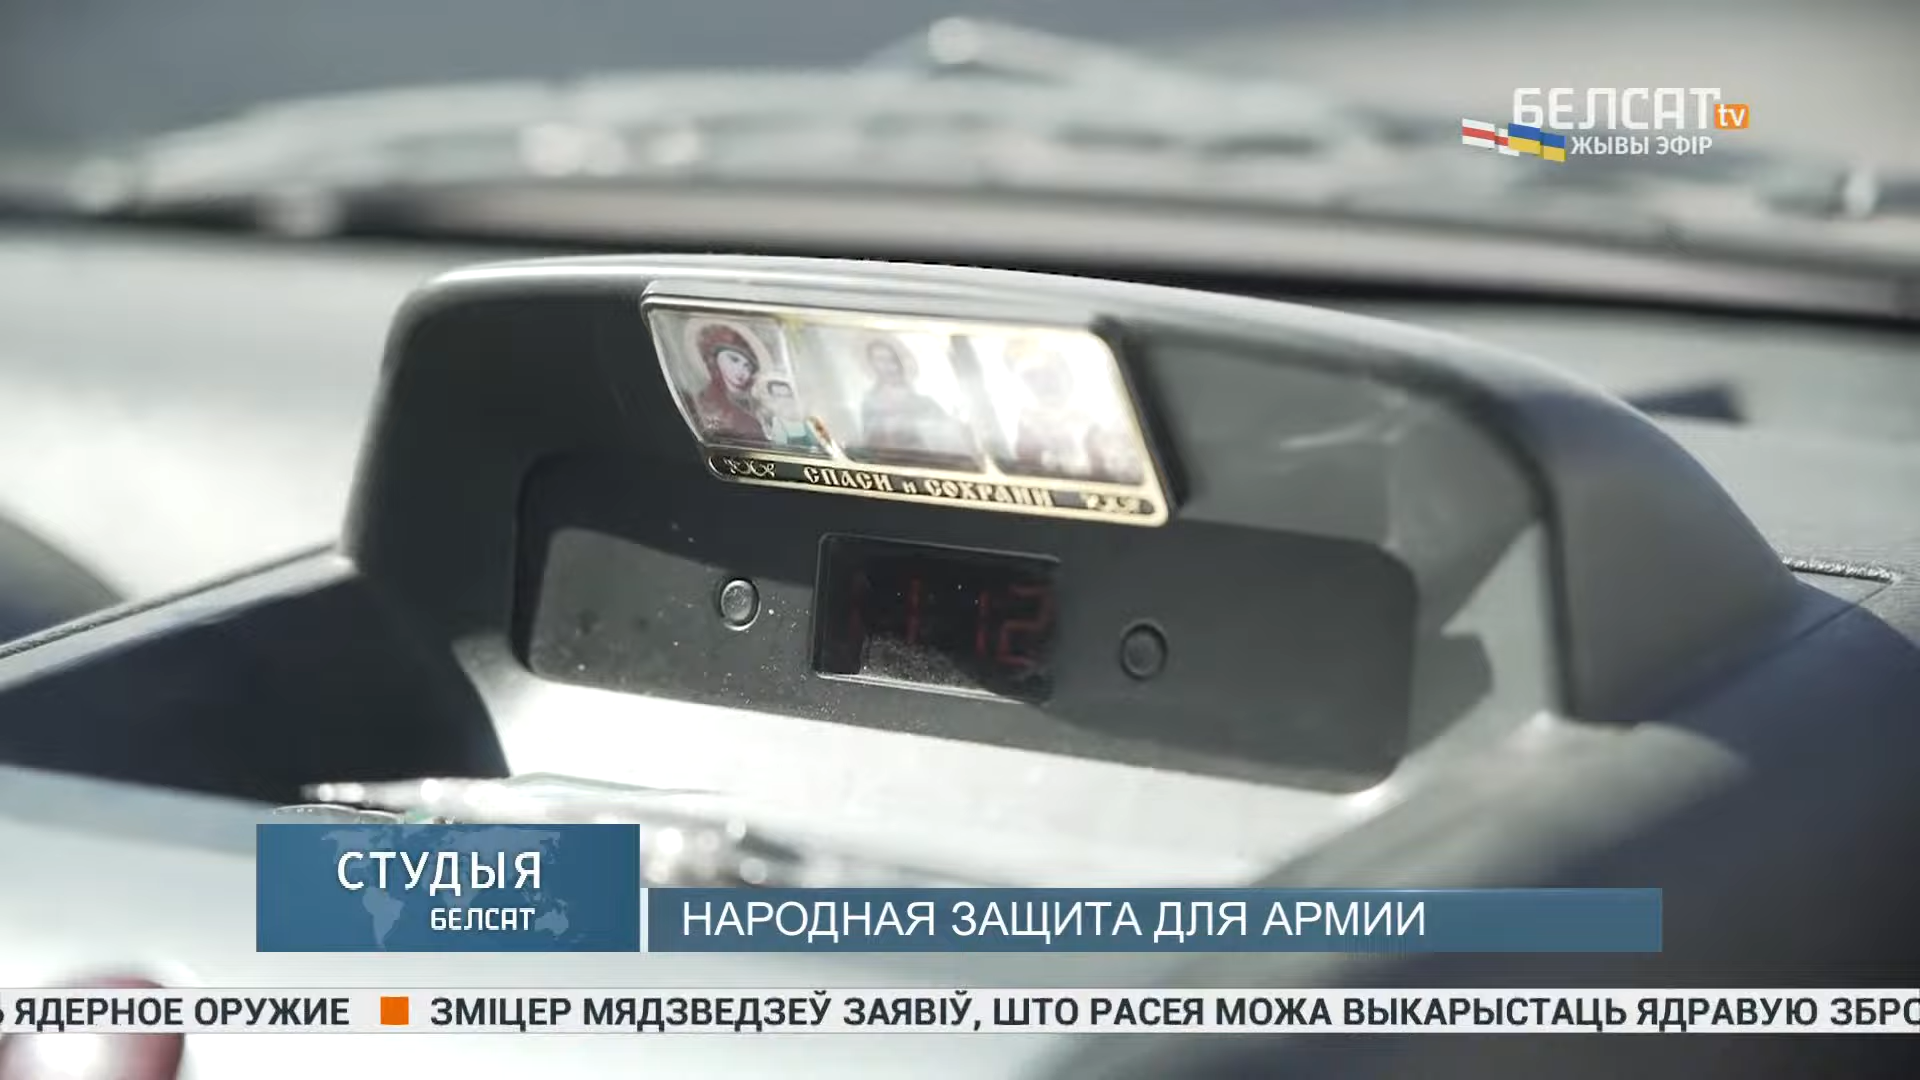 БЕЛСАТ tv
ЖЫВЫ ЭФІР
СПАСИ и СОХРАНИ
11 12
СТУДЫЯ
БЕЛСАТ
НАРОДНАЯ ЗАЩИТА ДЛЯ АРМИИ
Ь ЯДЕРНОЕ ОРУЖИЕ ЗМІЦЕР МЯДЗВЕДЗЕЎ ЗАЯВІЎ, ШТО РАСЕЯ МОЖА ВЫКАРЫСТАЦЬ ЯДРАВУЮ ЗБРО